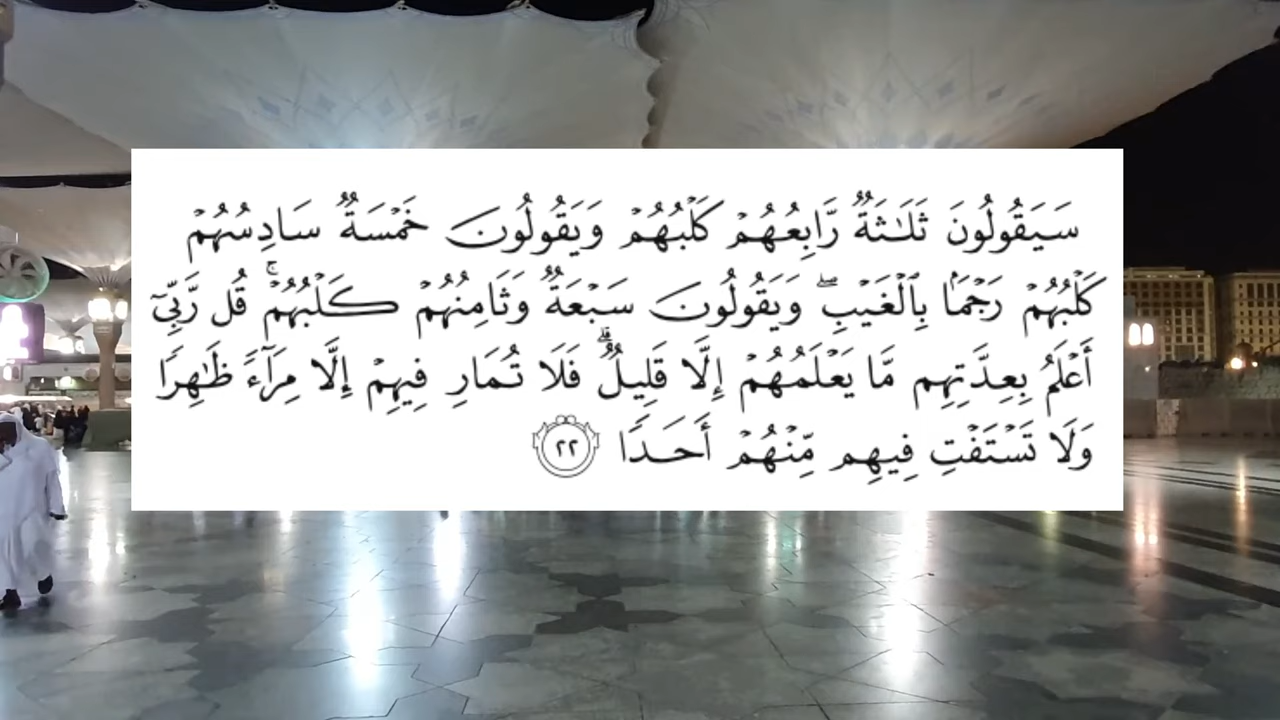 سَيَقُولُونَ ثَلَـٰثَةٌ رَّابِعُهُمْ كَلْبُهُمْ وَيَقُولُونَ خَمْسَةٌ سَادِسُهُمْ
كَلْبُهُمْ رَجْمًۢا بِٱلْغَيْبِ ۖ وَيَقُولُونَ سَبْعَةٌ وَثَامِنُهُمْ كَلْبُهُمْ ۚ قُل رَّبِّىٓ
أَعْلَمُ بِعِدَّتِهِم مَّا يَعْلَمُهُمْ إِلَّا قَلِيلٌ ۗ فَلَا تُمَارِ فِيهِمْ إِلَّا مِرَآءً ظَـٰهِرًا
وَلَا تَسْتَفْتِ فِيهِم مِّنْهُمْ أَحَدًا ٢٢